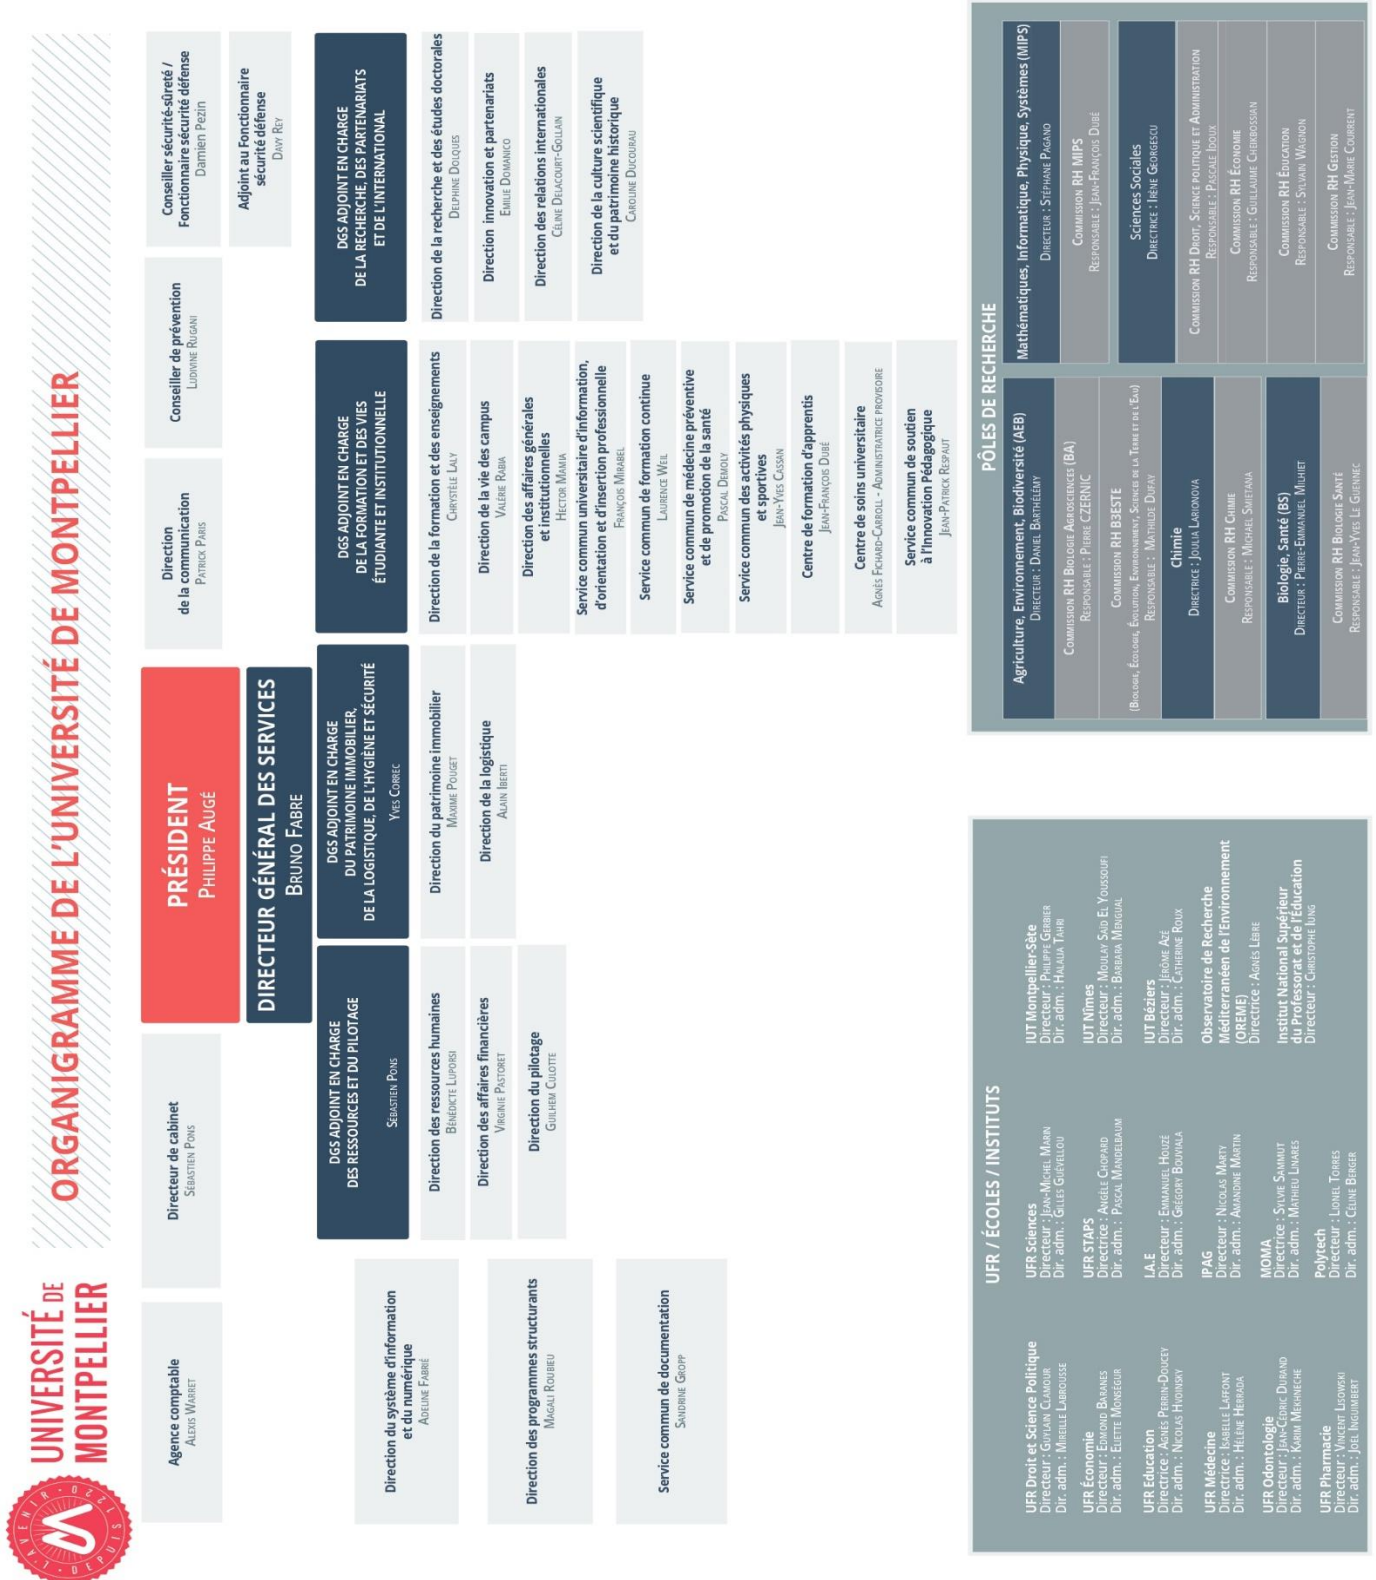 UNIVERSITÉ DE
MONTPELLIER
L'AVENIR · DEPUIS 1220
ORGANIGRAMME DE L'UNIVERSITÉ DE MONTPELLIER
Agence comptable
ALEXIS WARRET
Directeur de cabinet
SÉBASTIEN PONS
PRÉSIDENT
PHILIPPE AUGÉ
Direction
de la communication
PATRICK PARIS
Conseiller de prévention
LUDIVINE RUGANI
Conseiller sécurité-sûreté /
Fonctionnaire sécurité défense
Damien Pezin
Adjoint au Fonctionnaire
sécurité défense
DAVY REY
DIRECTEUR GÉNÉRAL DES SERVICES
BRUNO FABRE
Direction du système d'information
et du numérique
ADELINE FABRIÉ
Direction des programmes structurants
MAGALI ROUBIEU
Service commun de documentation
SANDRINE GROPP
DGS ADJOINT EN CHARGE
DES RESSOURCES ET DU PILOTAGE
SÉBASTIEN PONS
Direction des ressources humaines
BÉNÉDICTE LUPORSI
Direction des affaires financières
VIRGINIE PASTORET
Direction du pilotage
GUILHEM CULOTTE
DGS ADJOINT EN CHARGE
DU PATRIMOINE IMMOBILIER,
DE LA LOGISTIQUE, DE L'HYGIÈNE ET SÉCURITÉ
YVES CORREC
Direction du patrimoine immobilier
MAXIME POUGET
Direction de la logistique
ALAIN IBERTI
DGS ADJOINT EN CHARGE
DE LA FORMATION ET DES VIES
ÉTUDIANTE ET INSTITUTIONNELLE
Direction de la formation et des enseignements
CHRYSTÈLE LALY
Direction de la vie des campus
VALÉRIE RABIA
Direction des affaires générales
et institutionnelles
HECTOR MAMIA
Service commun universitaire d'information,
d'orientation et d'insertion professionnelle
FRANÇOIS MIRABEL
Service commun de formation continue
LAURENCE WEIL
Service commun de médecine préventive
et de promotion de la santé
PASCAL DEMOLY
Service commun des activités physiques
et sportives
JEAN-YVES CASSAN
Centre de formation d'apprentis
JEAN-FRANÇOIS DUBÉ
Centre de soins universitaire
AGNÈS FICHARD-CARROLL - ADMINISTRATRICE PROVISOIRE
Service commun de soutien
à l'Innovation Pédagogique
JEAN-PATRICK RESPAUT
DGS ADJOINT EN CHARGE
DE LA RECHERCHE, DES PARTENARIATS
ET DE L'INTERNATIONAL
Direction de la recherche et des études doctorales
DELPHINE DOLQUES
Direction innovation et partenariats
EMILIE DOMANICO
Direction des relations internationales
CÉLINE DELACOURT-GOLLAIN
Direction de la culture scientifique
et du patrimoine historique
CAROLINE DUCOURAU
UFR / ÉCOLES / INSTITUTS
UFR Droit et Science Politique
Directeur : GUYLAIN CLAMOUR
Dir. adm. : MIREILLE LABROUSSE
UFR Économie
Directeur : EDMOND BARANES
Dir. adm. : ELIETTE MONSÉGUR
UFR Education
Directrice : AGNÈS PERRIN-DOUCEY
Dir. adm. : NICOLAS HVOINSKY
UFR Médecine
Directrice : ISABELLE LAFFONT
Dir. adm. : HÉLÈNE HERRADA
UFR Odontologie
Directeur : JEAN-CÉDRIC DURAND
Dir. adm. : KARIM MEKHNECHE
UFR Pharmacie
Directeur : VINCENT LISOWSKI
Dir. adm. : JOËL INGUIMBERT
UFR Sciences
Directeur : JEAN-MICHEL MARIN
Dir. adm. : GILLES GUÉVELLOU
UFR STAPS
Directrice : ANGÈLE CHOPARD
Dir. adm. : PASCAL MANDELBAUM
I.A.E
Directeur : EMMANUEL HOUZÉ
Dir. adm. : GRÉGORY BOUVIALA
IPAG
Directeur : NICOLAS MARTY
Dir. adm. : AMANDINE MARTIN
MOMA
Directrice : SYLVIE SAMMUT
Dir. adm. : MATHIEU LINARES
Polytech
Directeur : LIONEL TORRES
Dir. adm. : CÉLINE BERGER
IUT Montpellier-Sète
Directeur : PHILIPPE GERBIER
Dir. adm. : HALALIA TAHRI
IUT Nîmes
Directeur : MOULAY SAÏD EL YOUSSOUFI
Dir. adm. : BARBARA MENGUAL
IUT Béziers
Directeur : JÉRÔME AZÉ
Dir. adm. : CATHERINE ROUX
Observatoire de Recherche
Méditerranéen de l'Environnement
(OREME)
Directrice : AGNÈS LÈBRE
Institut National Supérieur
du Professorat et de l'Éducation
Directeur : CHRISTOPHE IUNG
PÔLES DE RECHERCHE
Agriculture, Environnement, Biodiversité (AEB)
DIRECTEUR : DANIEL BARTHÉLÉMY
COMMISSION RH BIOLOGIE AGROSCIENCES (BA)
RESPONSABLE : PIERRE CZERNIC
COMMISSION RH B3ESTE
(BIOLOGIE, ÉCOLOGIE, ÉVOLUTION, ENVIRONNEMENT, SCIENCES DE LA TERRE ET DE L'EAU)
RESPONSABLE : MATHILDE DUFAY
Chimie
DIRECTRICE : JOULIA LARIONOVA
COMMISSION RH CHIMIE
RESPONSABLE : MICHAEL SMIETANA
Biologie, Santé (BS)
DIRECTEUR : PIERRE-EMMANUEL MILHIET
COMMISSION RH BIOLOGIE SANTÉ
RESPONSABLE : JEAN-YVES LE GUENNEC
Mathématiques, Informatique, Physique, Systèmes (MIPS)
DIRECTEUR : STÉPHANE PAGANO
COMMISSION RH MIPS
RESPONSABLE : JEAN-FRANÇOIS DUBÉ
Sciences Sociales
DIRECTRICE : IRÈNE GEORGESCU
COMMISSION RH DROIT, SCIENCE POLITIQUE ET ADMINISTRATION
RESPONSABLE : PASCALE IDOUX
COMMISSION RH ÉCONOMIE
RESPONSABLE : GUILLAUME CHEIKBOSSIAN
COMMISSION RH ÉDUCATION
RESPONSABLE : SYLVAIN WAGNON
COMMISSION RH GESTION
RESPONSABLE : JEAN-MARIE COURRENT